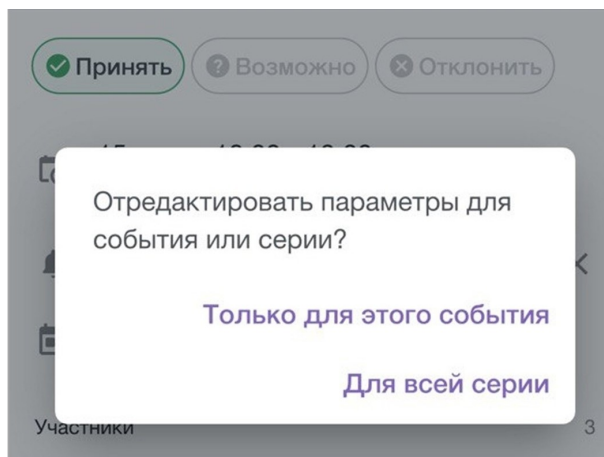 Принять
Возможно
Отклонить
Отредактировать параметры для
события или серии?
Только для этого события
Для всей серии
Участники
3